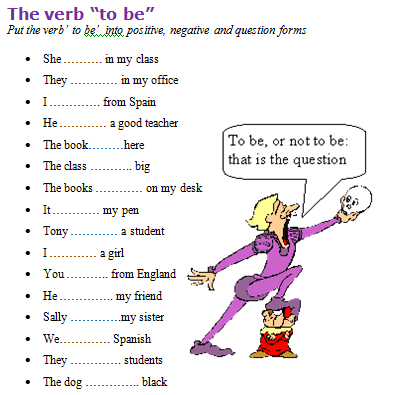 The verb “to be”
Put the verb’ to be’ into positive, negative and question forms
• She ………. in my class
• They ………… in my office
• I …………. from Spain
• He ………… a good teacher
• The book………here
• The class ……….. big
• The books …………. on my desk
• It ………… my pen
• Tony ………… a student
• I ………… a girl
• You ……….. from England
• He …………. my friend
• Sally ………….my sister
• We…………. Spanish
• They …………. students
• The dog …………. black
To be, or not to be:
that is the question